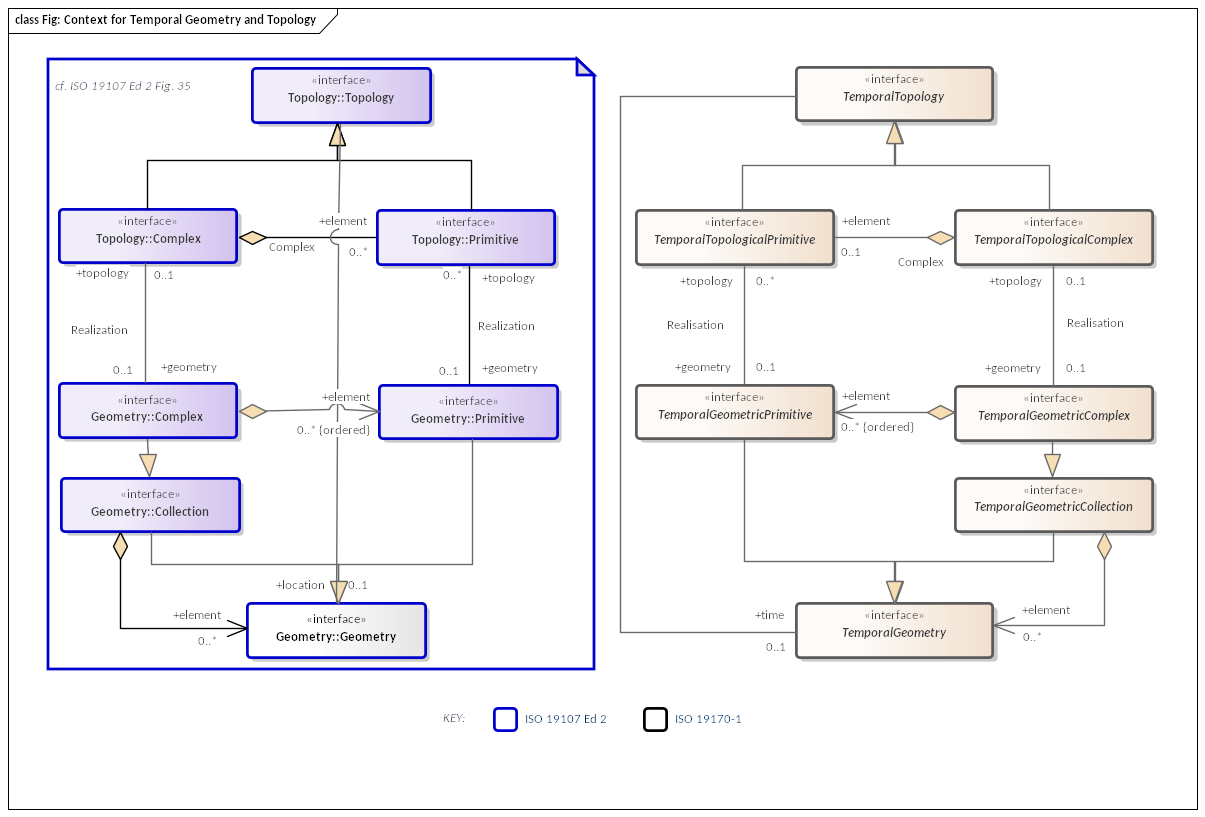 class Fig: Context for Temporal Geometry and Topology
cf. ISO 19107 Ed 2 Fig. 35
«interface»
Topology::Topology
«interface»
Topology::Complex
+element
0..*
Complex
«interface»
Topology::Primitive
+topology
0..1
0..*
+topology
Realization
Realization
0..1
+geometry
0..1
+geometry
«interface»
Geometry::Complex
+element
0..* {ordered}
«interface»
Geometry::Primitive
«interface»
Geometry::Collection
+location
0..1
+element
0..*
«interface»
Geometry::Geometry
«interface»
TemporalTopology
«interface»
TemporalTopologicalPrimitive
+element
0..1
Complex
«interface»
TemporalTopologicalComplex
+topology
0..*
+topology
0..1
Realisation
Realisation
+geometry
0..1
+geometry
0..1
«interface»
TemporalGeometricPrimitive
+element
0..* {ordered}
«interface»
TemporalGeometricComplex
«interface»
TemporalGeometricCollection
+time
0..1
«interface»
TemporalGeometry
+element
0..*
KEY:
ISO 19107 Ed 2
ISO 19170-1